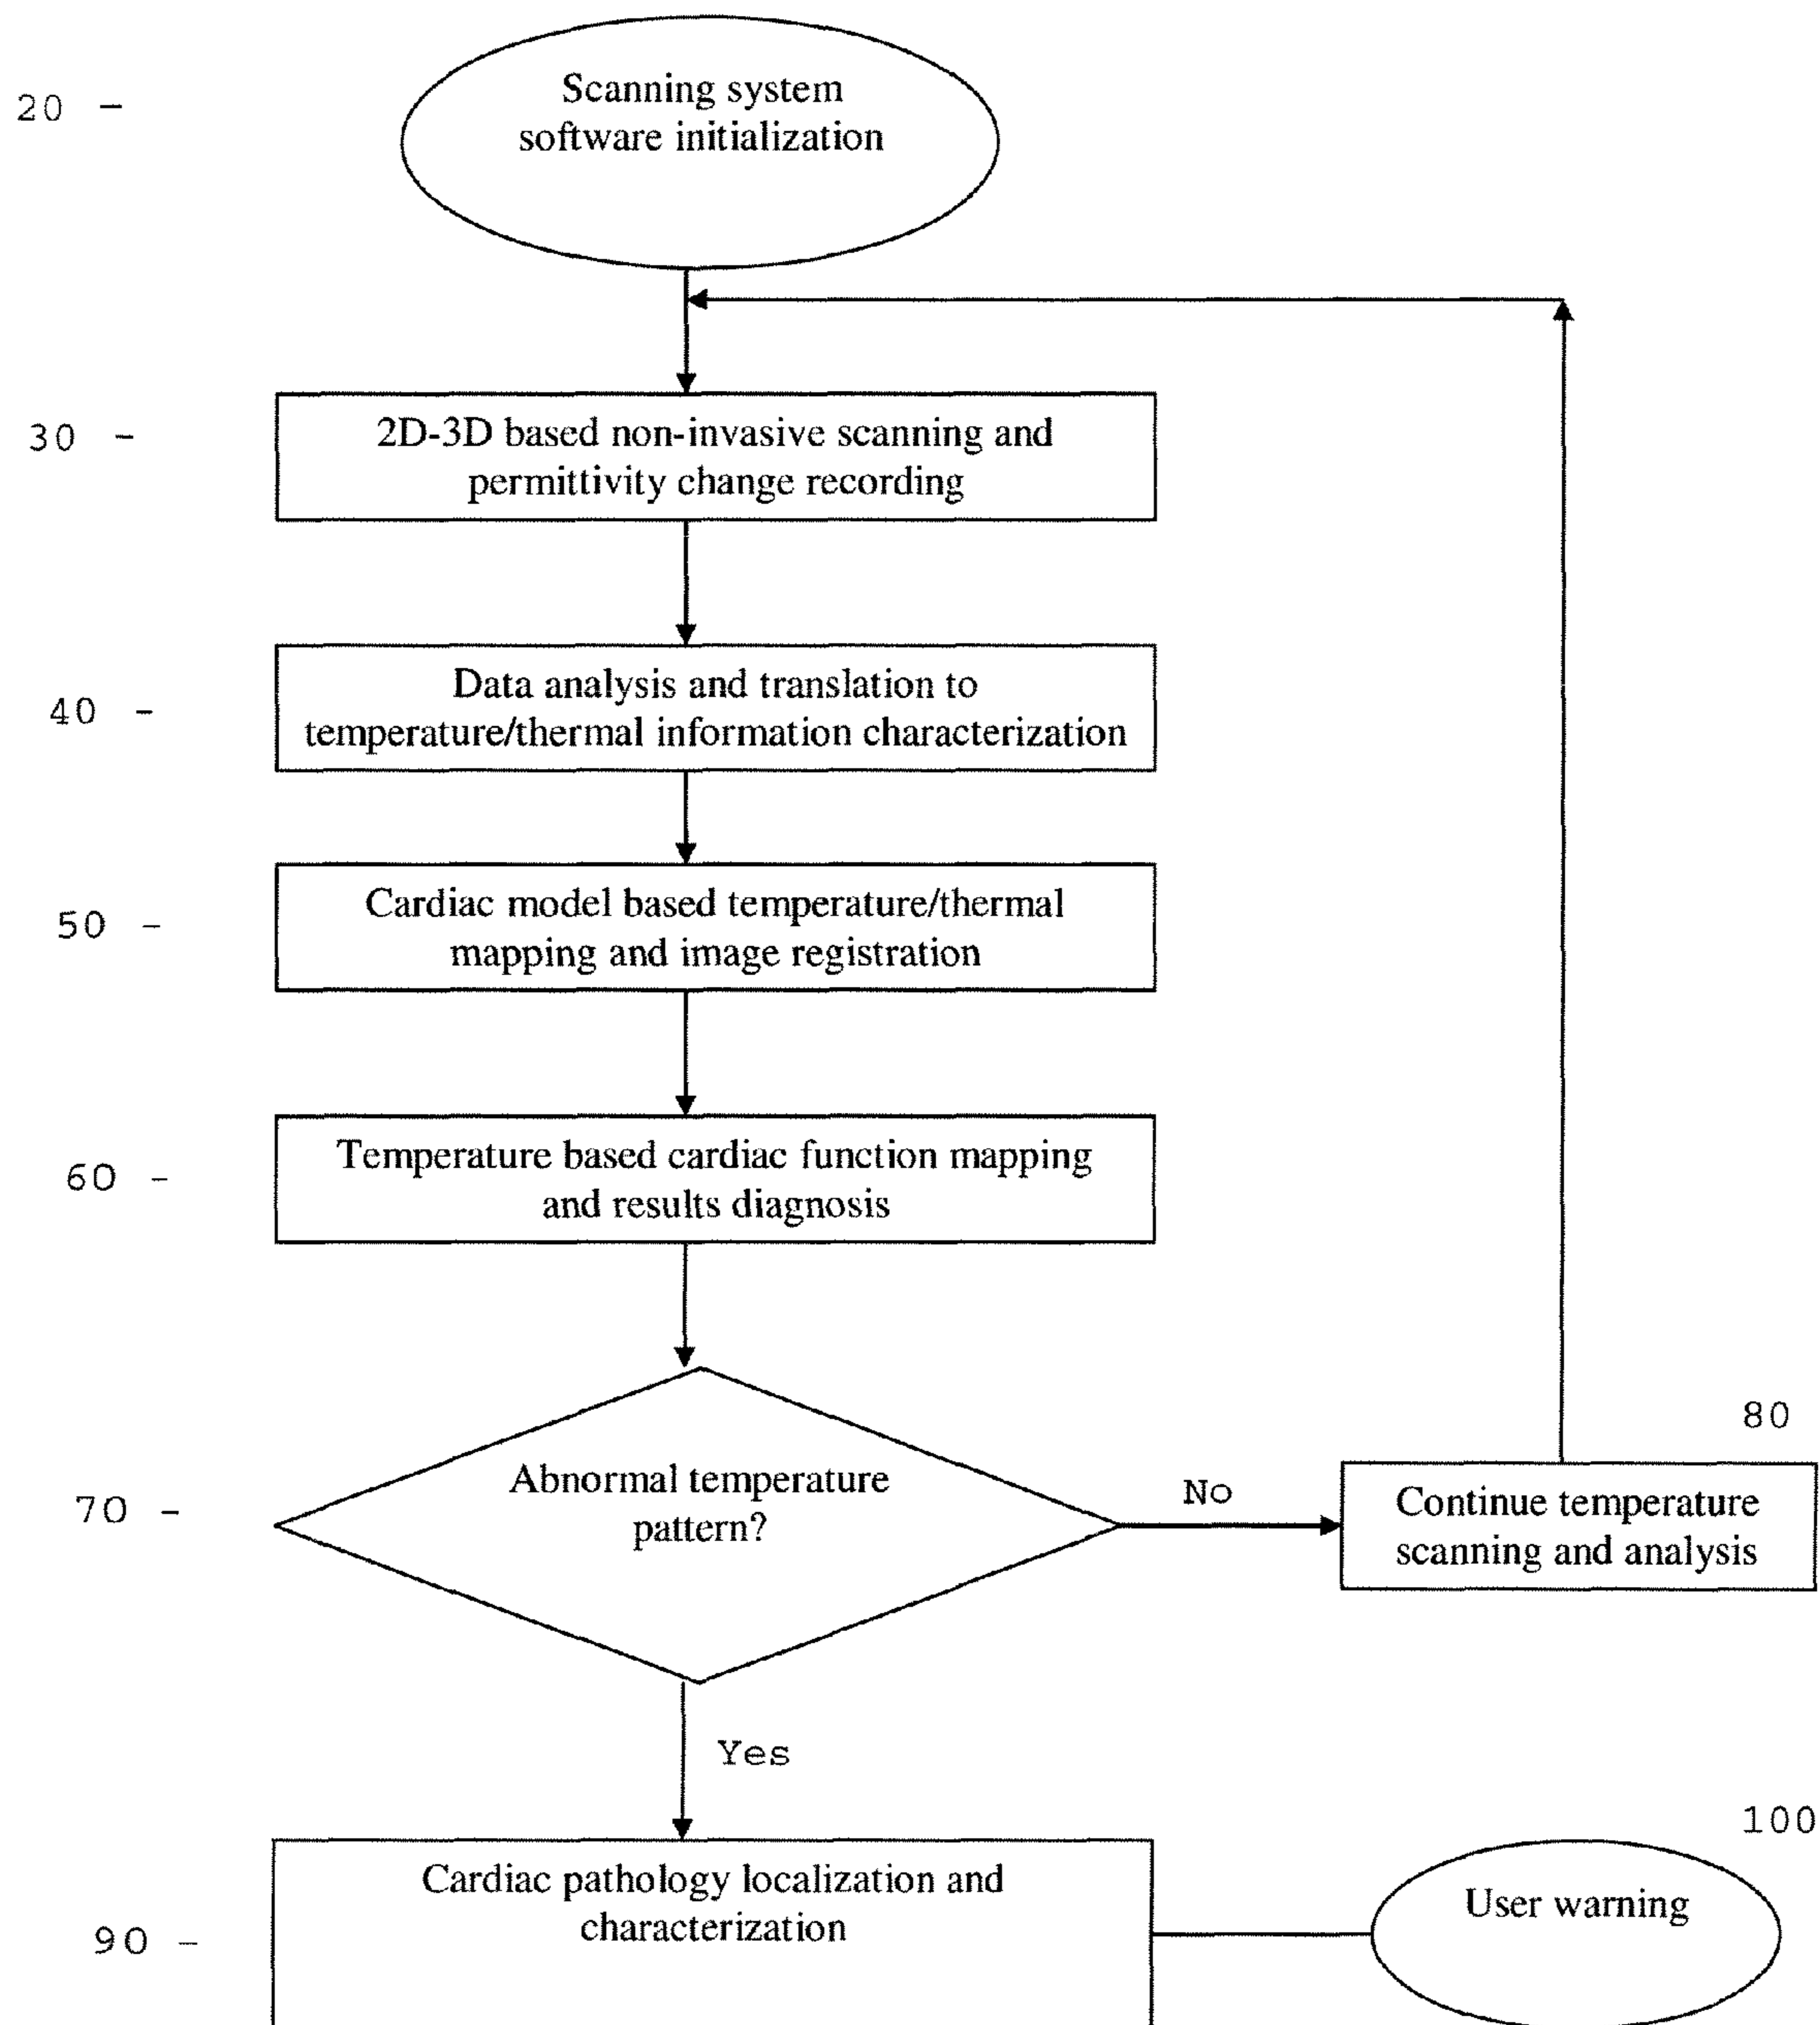 20 -
Scanning system
software initialization
30 -
2D-3D based non-invasive scanning and
permittivity change recording
40 -
Data analysis and translation to
temperature/thermal information characterization
50 -
Cardiac model based temperature/thermal
mapping and image registration
60 -
Temperature based cardiac function mapping
and results diagnosis
70 -
Abnormal temperature
pattern?
No
80
Continue temperature
scanning and analysis
Yes
90 -
Cardiac pathology localization and
characterization
100
User warning